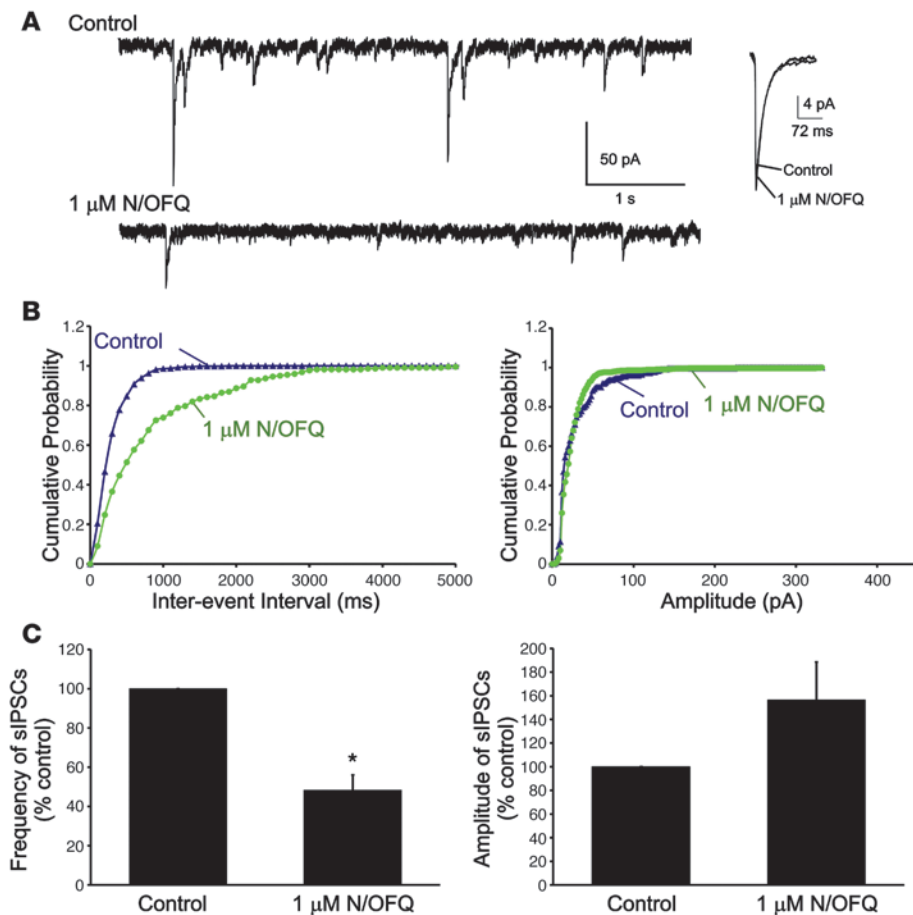 A
Control
50 pA
1 s
4 pA
72 ms
Control
1 μM N/OFQ
1 μM N/OFQ
B
1.2
1
0.8
0.6
0.4
0.2
0
Cumulative Probability
Control
1 μM N/OFQ
0
1000
2000
3000
4000
5000
Inter-event Interval (ms)
1.2
1
0.8
0.6
0.4
0.2
0
Cumulative Probability
Control
1 μM N/OFQ
0
100
200
300
400
Amplitude (pA)
C
120
100
80
60
40
20
0
Frequency of sIPSCs
(% control)
*
Control
1 μM N/OFQ
200
180
160
140
120
100
80
60
40
20
0
Amplitude of sIPSCs
(% control)
Control
1 μM N/OFQ